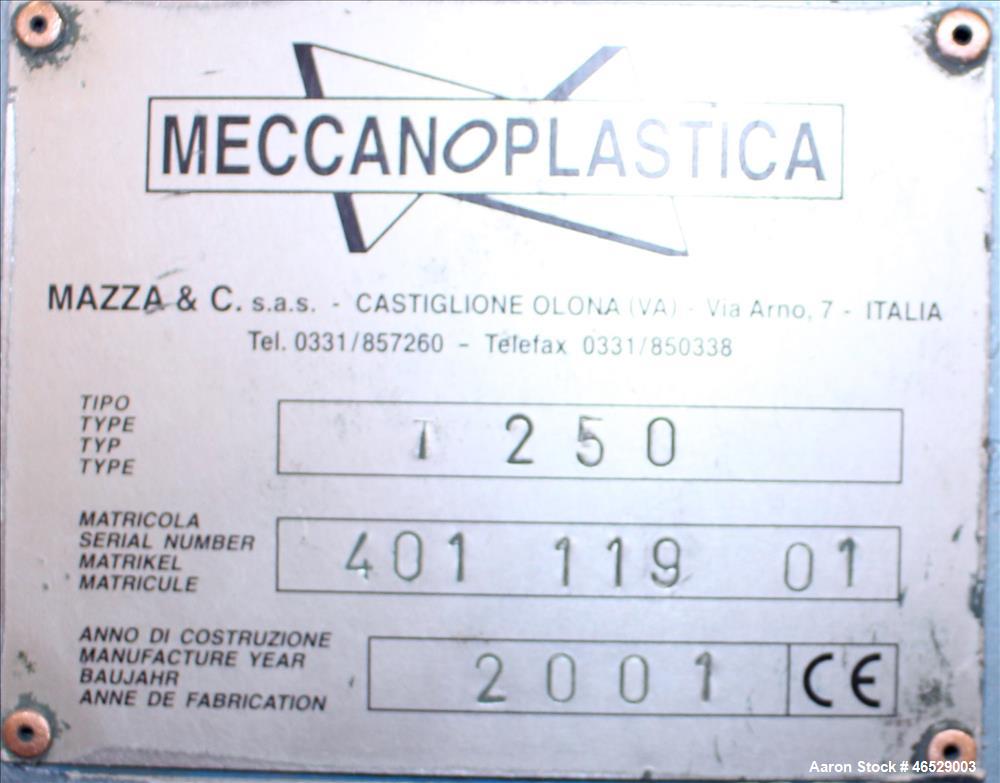 MECCANOPLASTICA
MAZZA & C. s.a.s. - CASTIGLIONE OLONA (VA) - Via Arno, 7 - ITALIA
Tel. 0331/857260 - Telefax 0331/850338
TIPO
TYPE
TYP
TYPE
T 250
MATRICOLA
SERIAL NUMBER
MATRIKEL
MATRICULE
401 119 01
ANNO DI COSTRUZIONE
MANUFACTURE YEAR
BAUJAHR
ANNE DE FABRICATION
2001 CE
Aaron Stock # 46529003